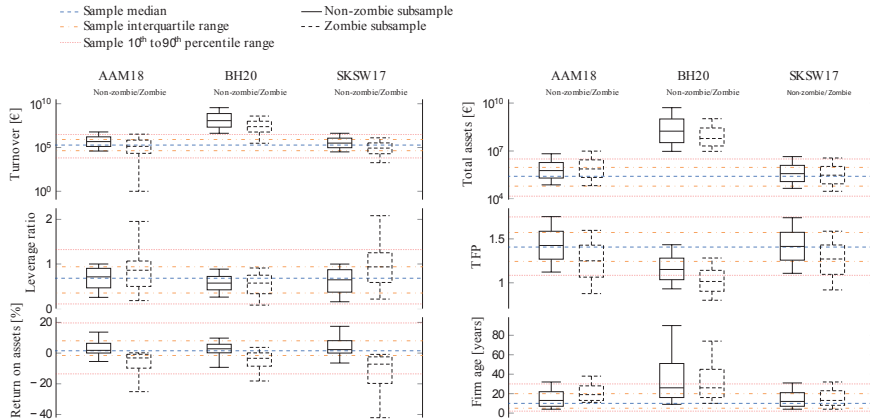 Sample median
Sample interquartile range
Sample 10th to90th percentile range
Non-zombie subsample
Zombie subsample
AAM18 BH20 SKSW17
Non-zombie/Zombie Non-zombie/Zombie Non-zombie/Zombie
Turnover [€]
10^10
10^5
10^0
Leverage ratio
2
1
0
Return on assets [%]
20
0
− 20
− 40
AAM18 BH20 SKSW17
Non-zombie/Zombie Non-zombie/Zombie Non-zombie/Zombie
Total assets [€]
10^10
10^7
10^4
TFP
1.5
1
Firm age [years]
80
60
40
20
0